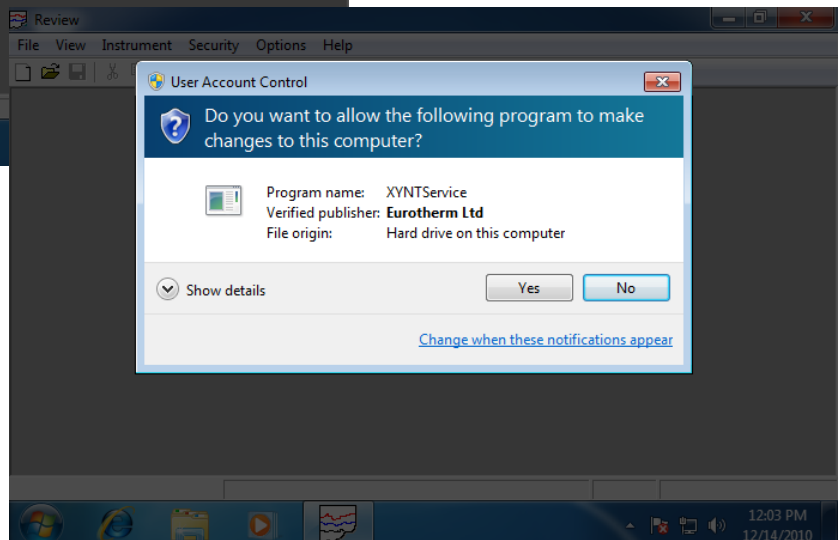 Review
File View Instrument Security Options Help
User Account Control
Do you want to allow the following program to make
changes to this computer?
Program name: XYNTService
Verified publisher: Eurotherm Ltd
File origin: Hard drive on this computer
Show details
Yes
No
Change when these notifications appear
12:03 PM
12/14/2010